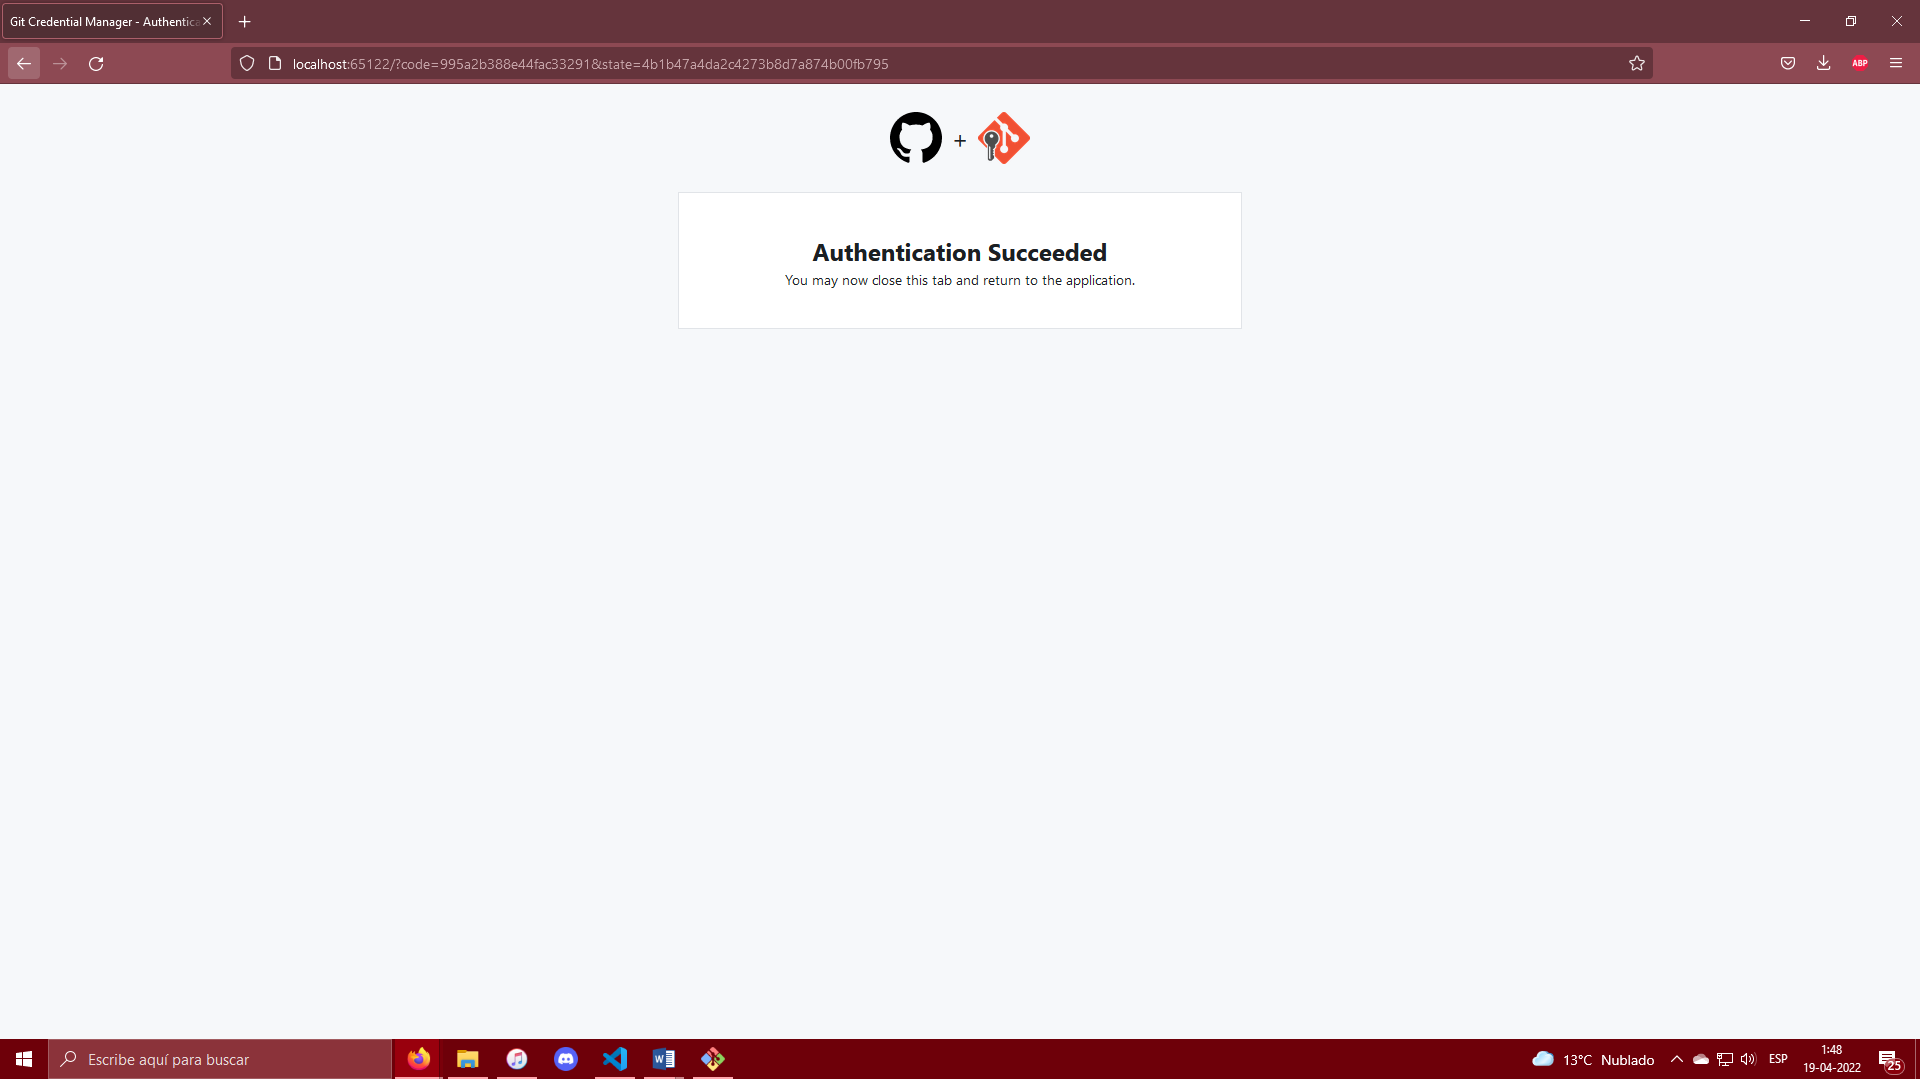 Git Credential Manager - Authentica
localhost:65122/?code=995a2b388e44fac33291&state=4b1b47a4da2c4273b8d7a874b00fb795
ABP
+
Authentication Succeeded
You may now close this tab and return to the application.
Escribe aquí para buscar
13°C Nublado
ESP
1:48
19-04-2022
25